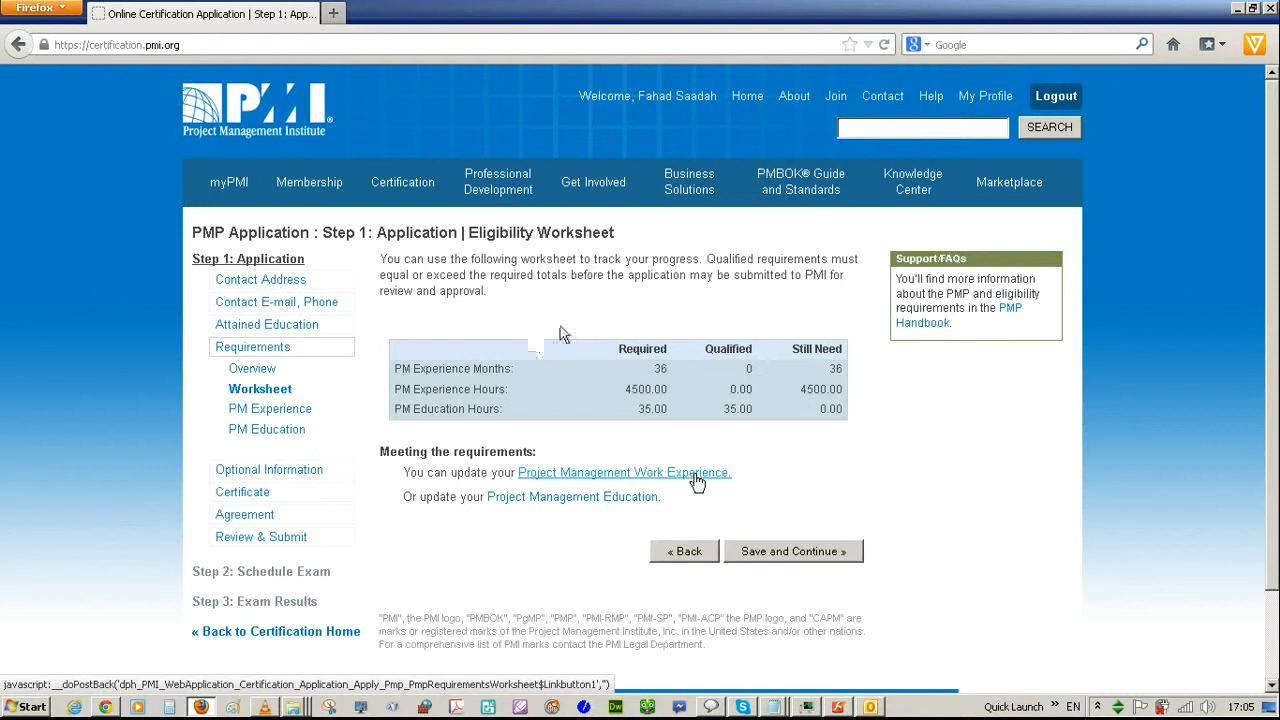 Firefox
Online Certification Application | Step 1: App...
https://certification.pmi.org
Google
PMI
Project Management Institute
Welcome, Fahad Saadah Home About Join Contact Help My Profile Logout
SEARCH
myPMI Membership Certification Professional Development Get Involved Business Solutions PMBOK® Guide and Standards Knowledge Center Marketplace
PMP Application : Step 1: Application | Eligibility Worksheet
Step 1: Application
Contact Address
Contact E-mail, Phone
Attained Education
Requirements
Overview
Worksheet
PM Experience
PM Education
Optional Information
Certificate
Agreement
Review & Submit
Step 2: Schedule Exam
Step 3: Exam Results
« Back to Certification Home
You can use the following worksheet to track your progress. Qualified requirements must
equal or exceed the required totals before the application may be submitted to PMI for
review and approval.
Required Qualified Still Need
PM Experience Months: 36 0 36
PM Experience Hours: 4500.00 0.00 4500.00
PM Education Hours: 35.00 35.00 0.00
Meeting the requirements:
You can update your Project Management Work Experience.
Or update your Project Management Education.
« Back Save and Continue »
"PMI", the PMI logo, "PMBOK", "PgMP", "PMP", "PMI-RMP", "PMI-SP", "PMI-ACP" the PMP logo, and "CAPM" are
marks or registered marks of the Project Management Institute, Inc. in the United States and/or other nations.
For a comprehensive list of PMI marks contact the PMI Legal Department.
Support/FAQs
You'll find more information
about the PMP and eligibility
requirements in the PMP
Handbook.
javascript:__doPostBack('dph_PMI_WebApplication_Certification_Application_Apply_Pmp_PmpRequirementsWorksheet$Linkbutton1','')
Start Quick Launch » EN 17:05